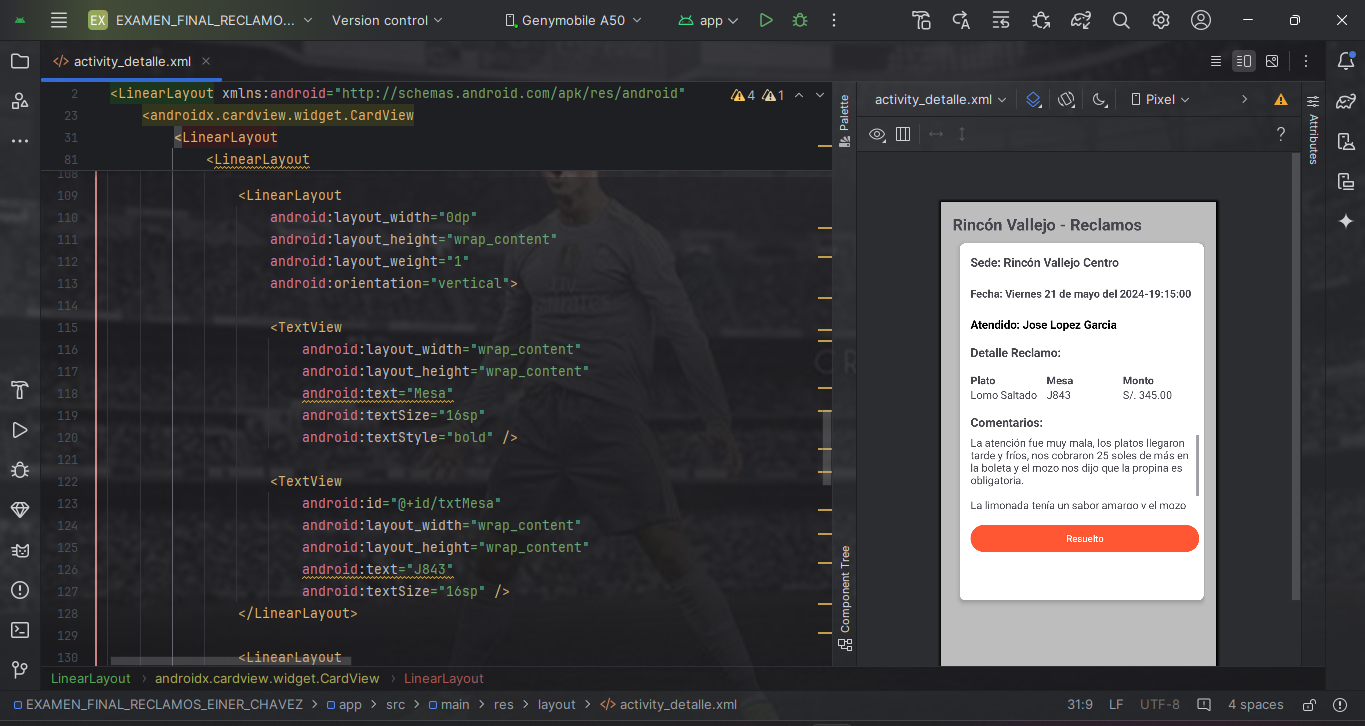 EX EXAMEN_FINAL_RECLAMO... Version control Genymobile A50 app
activity_detalle.xml
2 <LinearLayout xmlns:android="http://schemas.android.com/apk/res/android" 4 1
23 <androidx.cardview.widget.CardView
31 <LinearLayout
81 <LinearLayout
108
109 <LinearLayout
110 android:layout_width="0dp"
111 android:layout_height="wrap_content"
112 android:layout_weight="1"
113 android:orientation="vertical">
114
115 <TextView
116 android:layout_width="wrap_content"
117 android:layout_height="wrap_content"
118 android:text="Mesa"
119 android:textSize="16sp"
120 android:textStyle="bold" />
121
122 <TextView
123 android:id="@+id/txtMesa"
124 android:layout_width="wrap_content"
125 android:layout_height="wrap_content"
126 android:text="J843"
127 android:textSize="16sp" />
128 </LinearLayout>
129
130 <LinearLayout
Palette
Component Tree
activity_detalle.xml Pixel
?
Attributes
Rincón Vallejo - Reclamos
Sede: Rincón Vallejo Centro
Fecha: Viernes 21 de mayo del 2024-19:15:00
Atendido: Jose Lopez Garcia
Detalle Reclamo:
Plato Mesa Monto
Lomo Saltado J843 S/. 345.00
Comentarios:
La atención fue muy mala, los platos llegaron
tarde y fríos, nos cobraron 25 soles de más en
la boleta y el mozo nos dijo que la propina es
obligatoria.
La limonada tenía un sabor amargo y el mozo
Resuelto
LinearLayout > androidx.cardview.widget.CardView > LinearLayout
EXAMEN_FINAL_RECLAMOS_EINER_CHAVEZ > app > src > main > res > layout > activity_detalle.xml 31:9 LF UTF-8 4 spaces